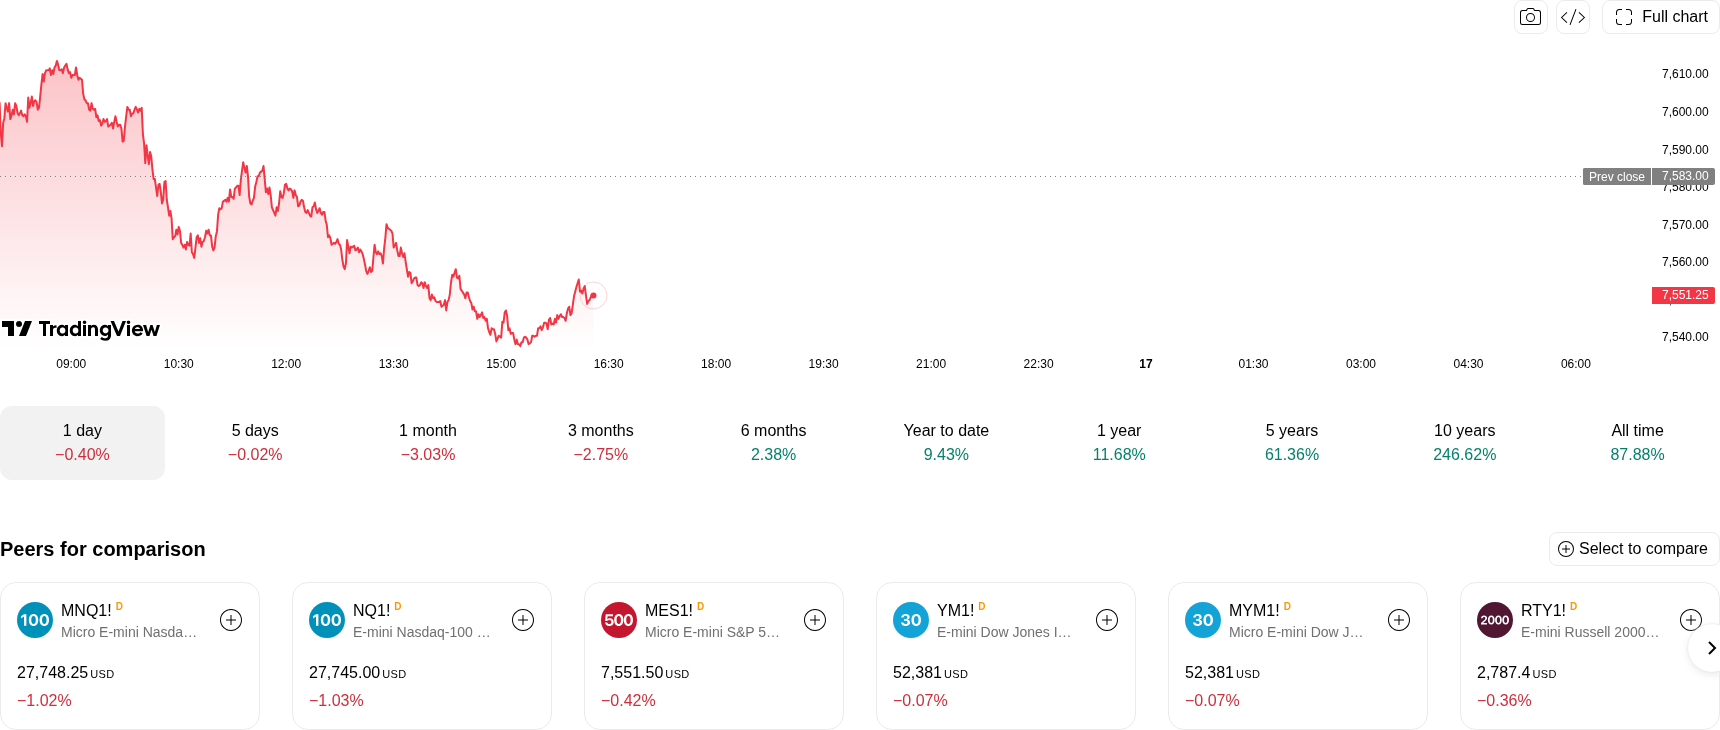 Full chart
7,610.00
7,600.00
7,590.00
Prev close 7,583.00
7,580.00
7,570.00
7,560.00
7,551.25
7,540.00
TradingView
09:00 10:30 12:00 13:30 15:00 16:30 18:00 19:30 21:00 22:30 17 01:30 03:00 04:30 06:00
1 day 5 days 1 month 3 months 6 months Year to date 1 year 5 years 10 years All time
−0.40% −0.02% −3.03% −2.75% 2.38% 9.43% 11.68% 61.36% 246.62% 87.88%
Peers for comparison
Select to compare
100 MNQ1! D
Micro E-mini Nasda…
27,748.25 USD
−1.02%
100 NQ1! D
E-mini Nasdaq-100 …
27,745.00 USD
−1.03%
500 MES1! D
Micro E-mini S&P 5…
7,551.50 USD
−0.42%
30 YM1! D
E-mini Dow Jones I…
52,381 USD
−0.07%
30 MYM1! D
Micro E-mini Dow J…
52,381 USD
−0.07%
2000 RTY1! D
E-mini Russell 2000…
2,787.4 USD
−0.36%